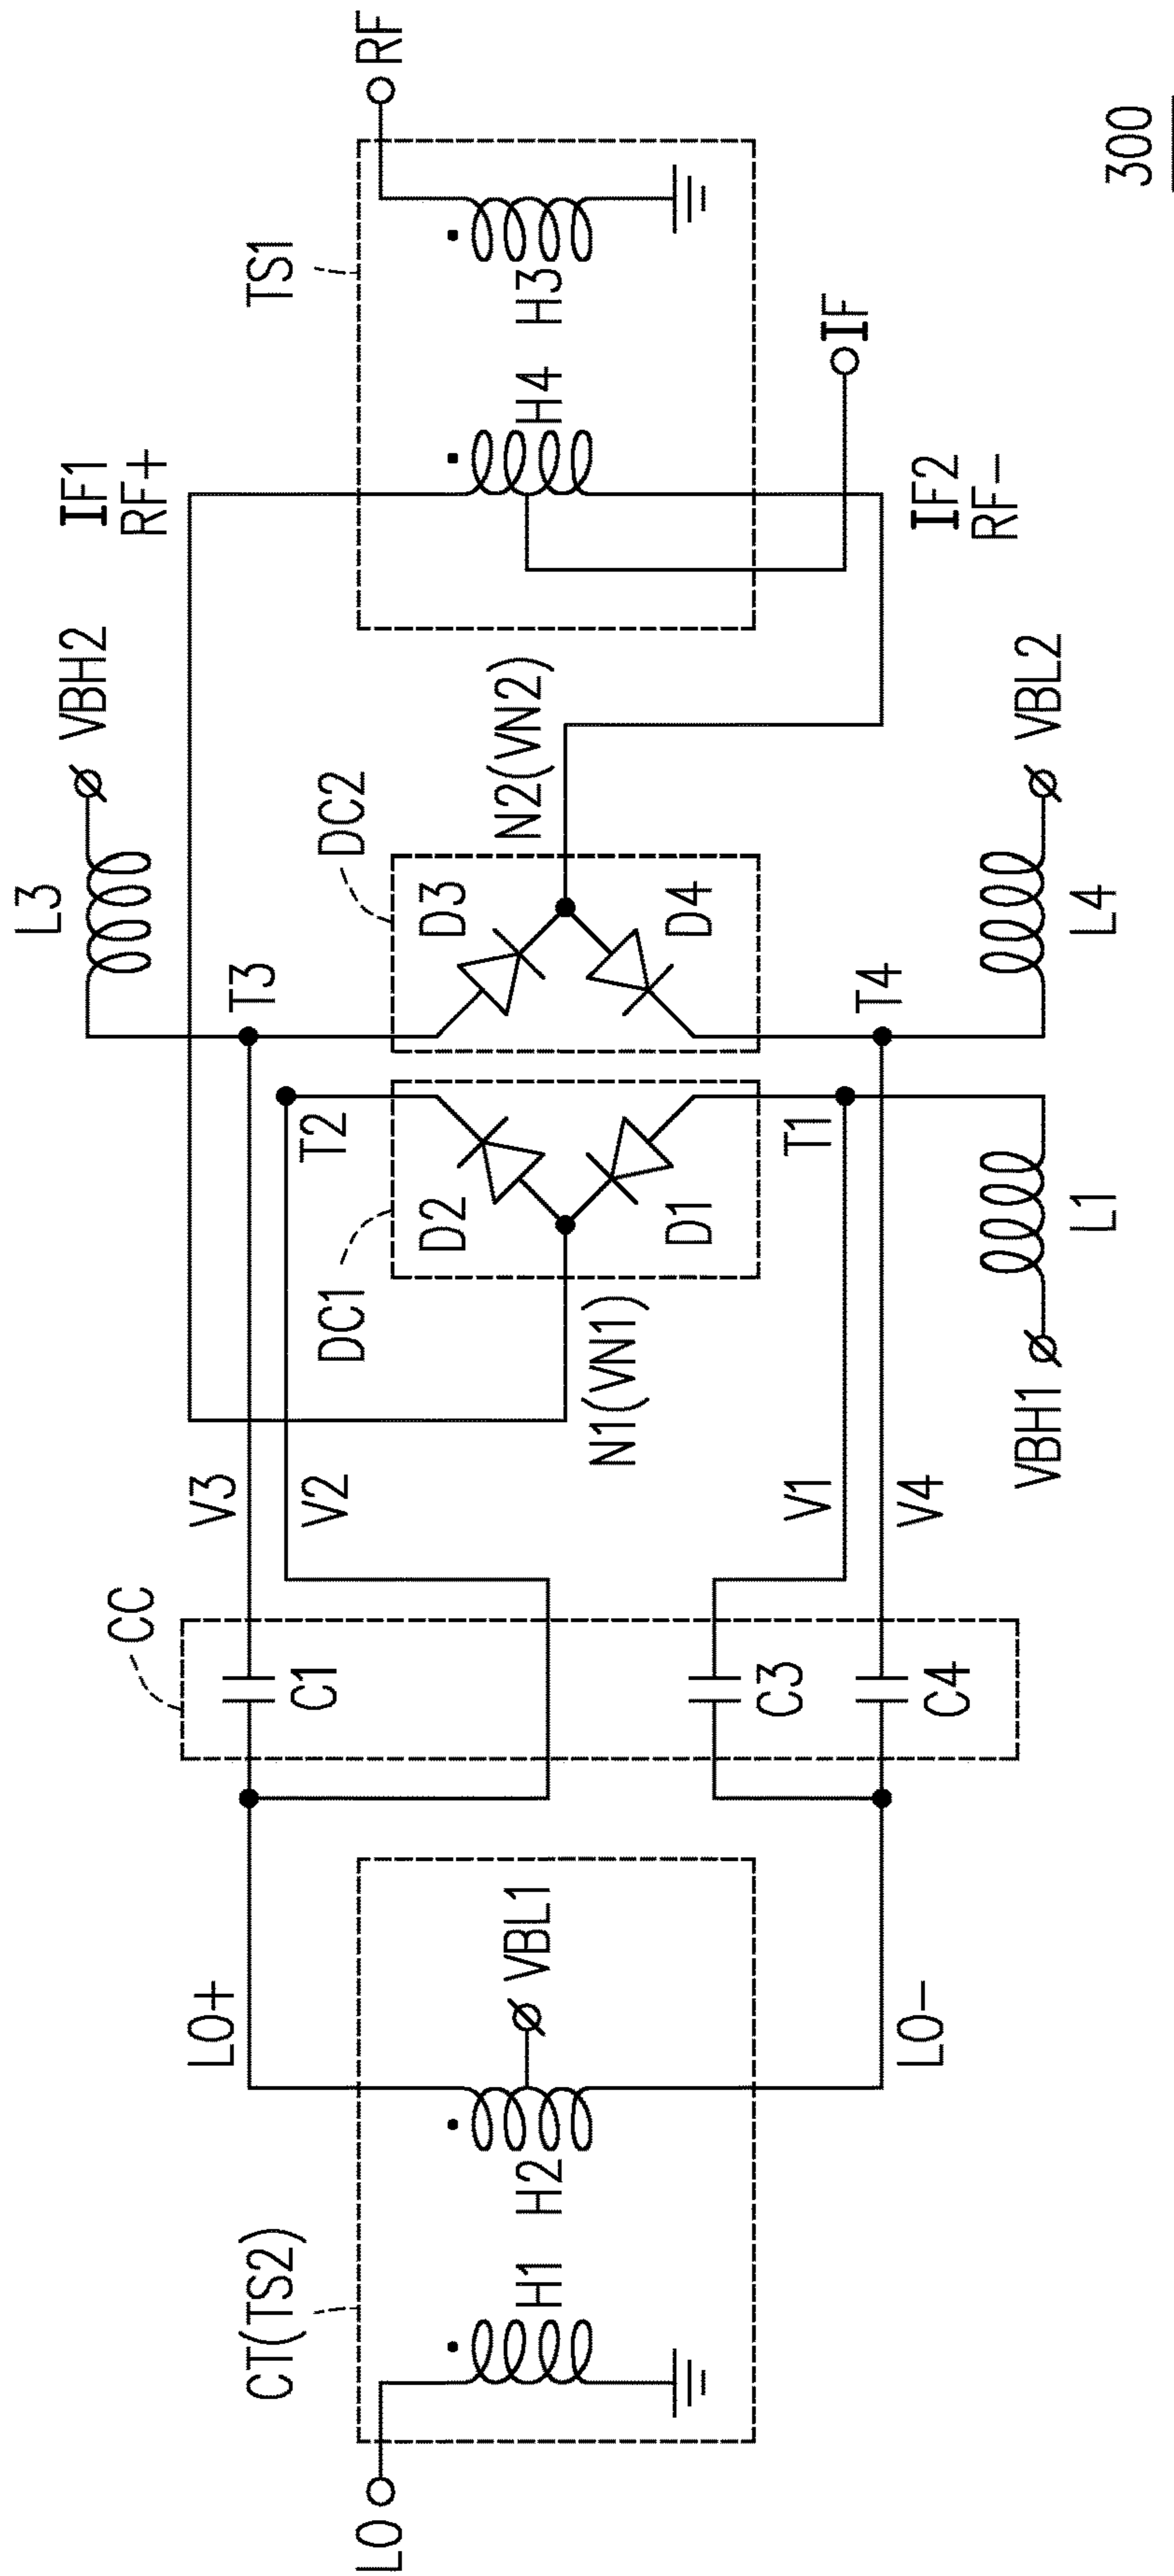 300
L3
VBH2
IF1
RF+
TS1
RF
LO+
CC
V3
T3
CT(TS2)
V2
T2
DC1
DC2
C1
D2
D3
H1
H2
VBL1
H4
H3
N2(VN2)
N1(VN1)
LO
D1
D4
C3
V1
T1
T4
IF
LO-
C4
V4
IF2
RF-
VBH1
L1
L4
VBL2